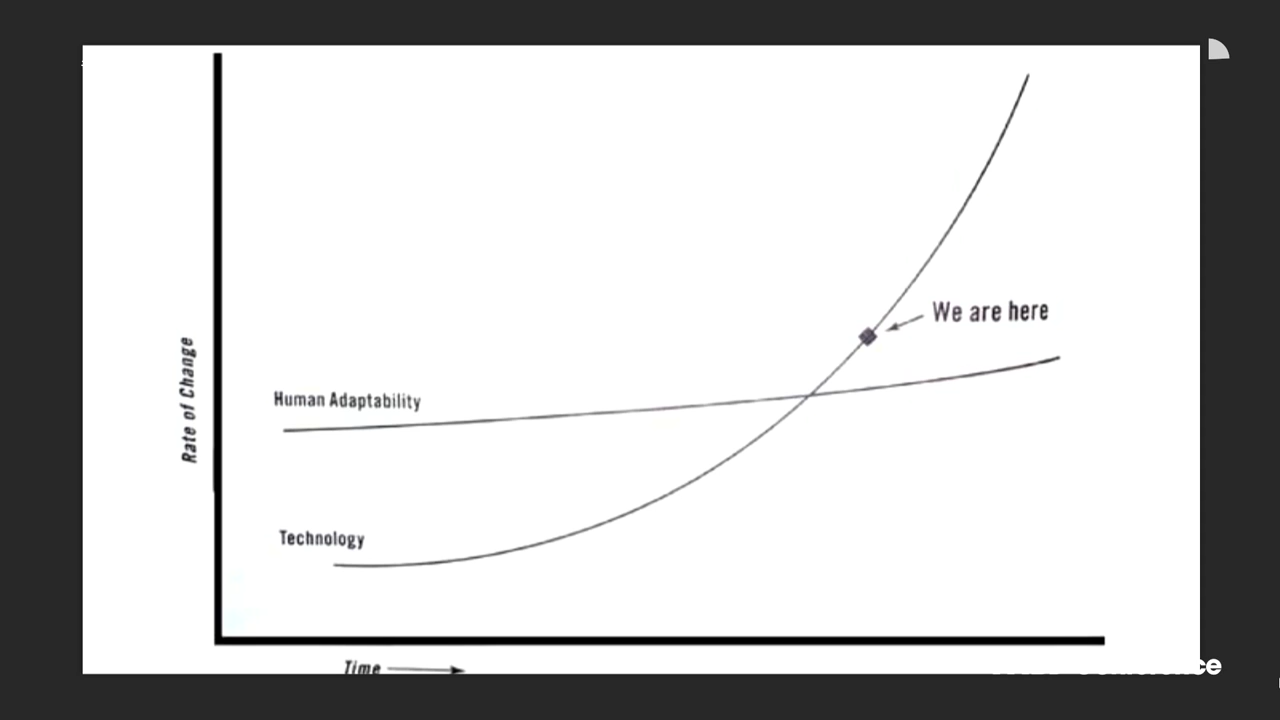 We are here
Rate of Change
Human Adaptability
Technology
Time